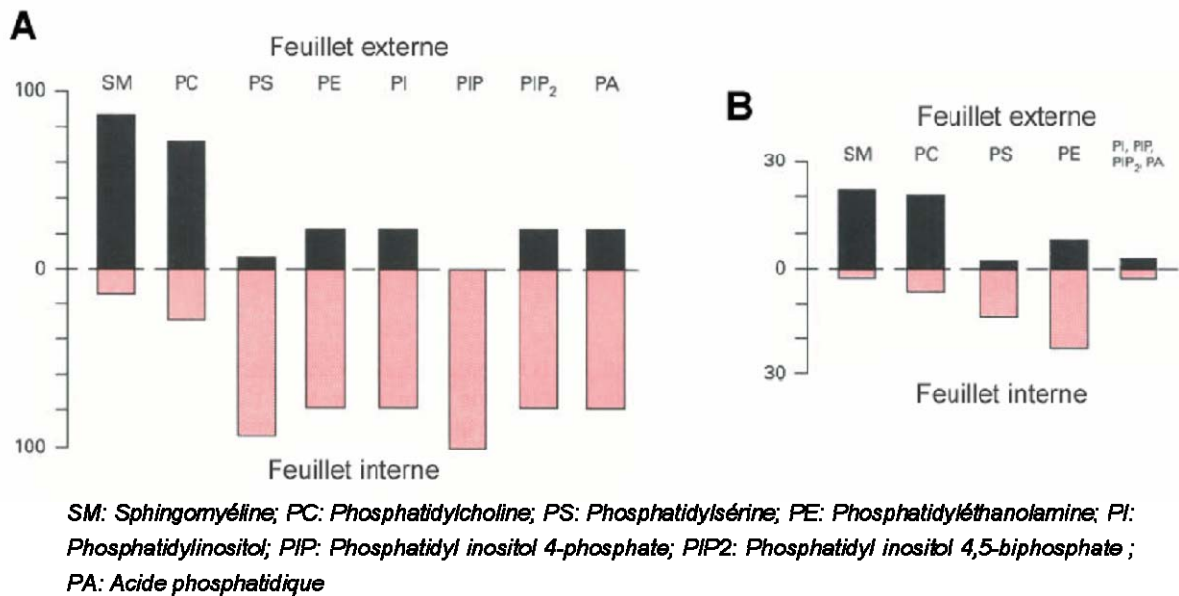 A
Feuillet externe
SM PC PS PE PI PIP PIP₂ PA
100
0
100
Feuillet interne
B
Feuillet externe
SM PC PS PE PI, PIP, PIP₂, PA
30
0
30
Feuillet interne
SM: Sphingomyéline; PC: Phosphatidylcholine; PS: Phosphatidylsérine; PE: Phosphatidyléthanolamine; PI:
Phosphatidylinositol; PIP: Phosphatidyl inositol 4-phosphate; PIP2: Phosphatidyl inositol 4,5-biphosphate ;
PA: Acide phosphatidique